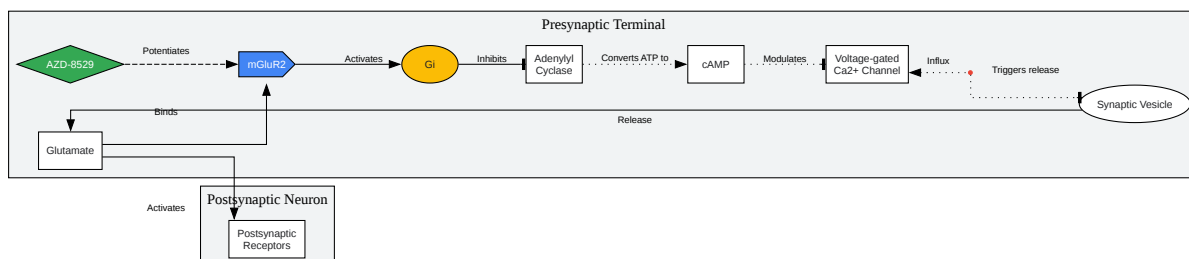 Presynaptic Terminal
AZD-8529
Potentiates
mGluR2
Activates
Gi
Inhibits
Adenylyl
Cyclase
Converts ATP to
cAMP
Modulates
Voltage-gated
Ca2+ Channel
Influx
Triggers release
Synaptic Vesicle
Binds
Release
Glutamate
Activates
Postsynaptic Neuron
Postsynaptic
Receptors